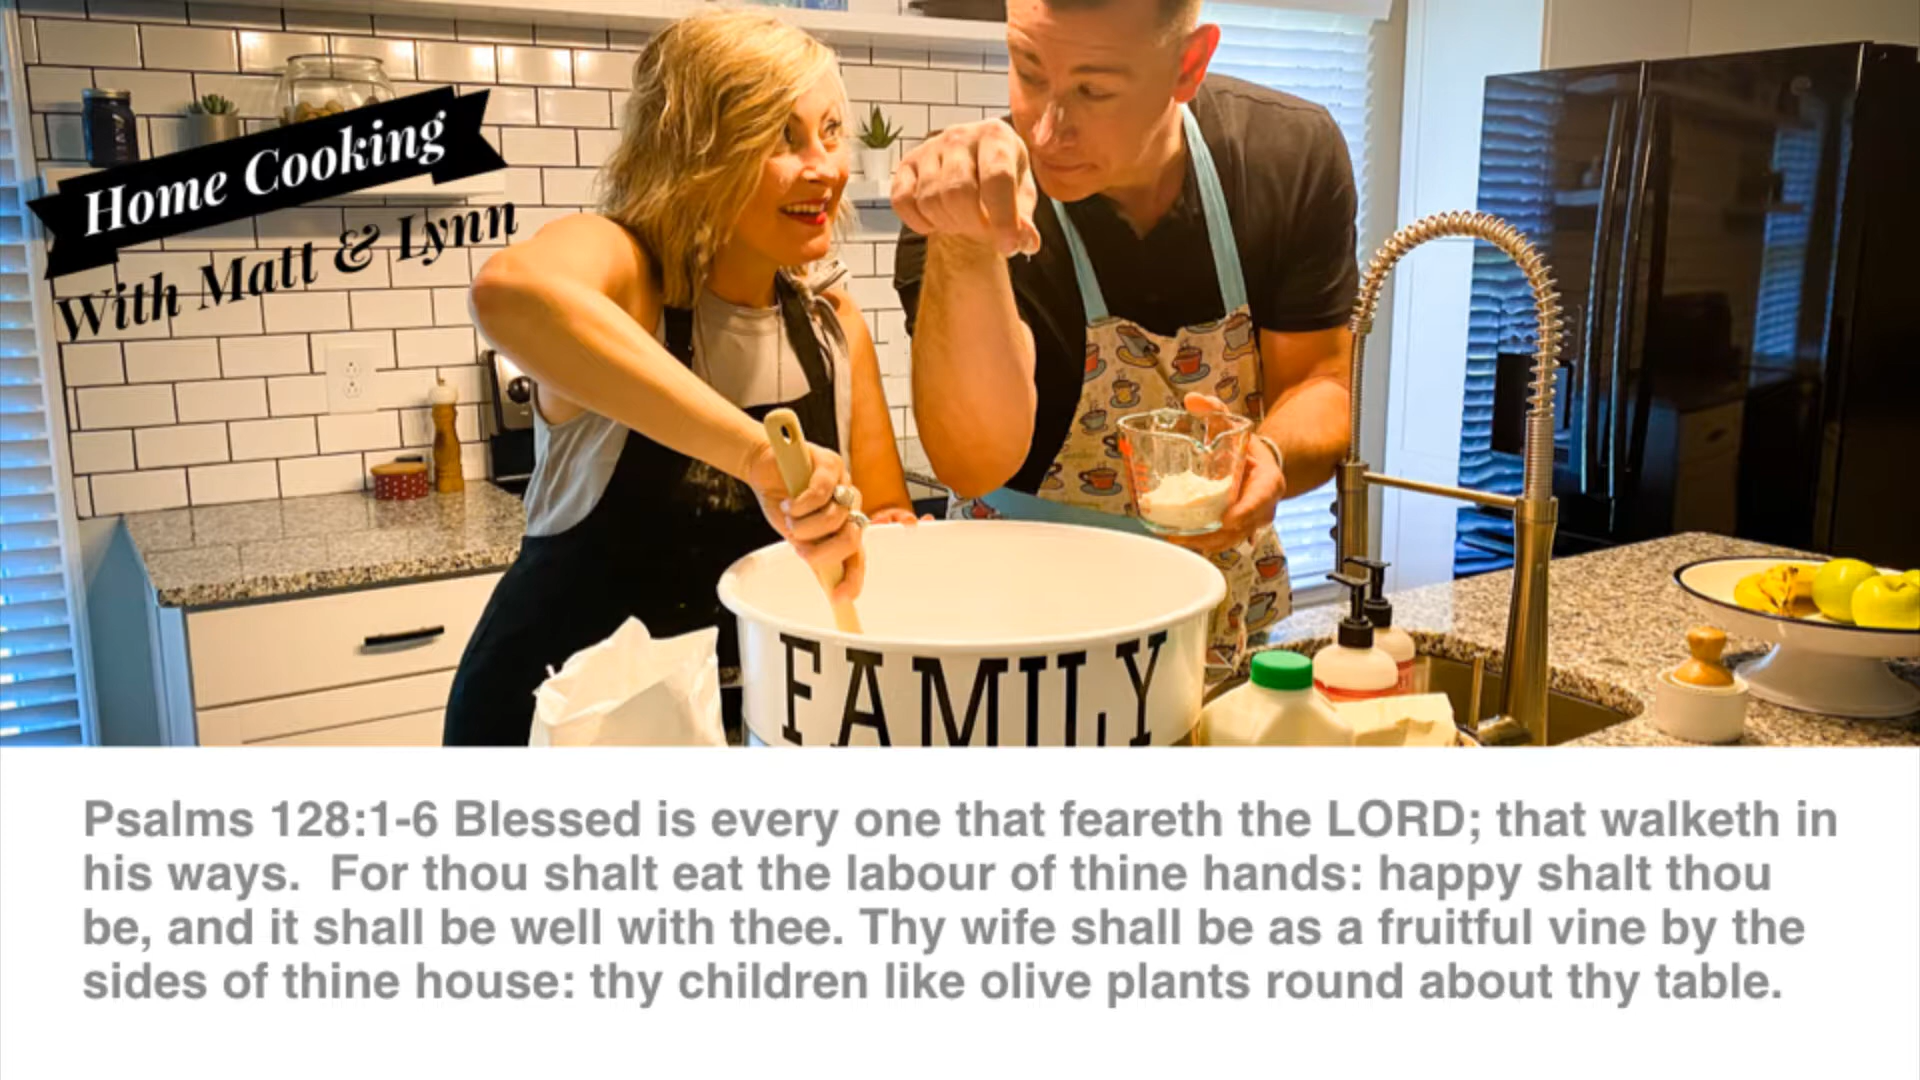 Home Cooking
With Matt & Lynn
FAMILY
Psalms 128:1-6 Blessed is every one that feareth the LORD; that walketh in
his ways.  For thou shalt eat the labour of thine hands: happy shalt thou
be, and it shall be well with thee. Thy wife shall be as a fruitful vine by the
sides of thine house: thy children like olive plants round about thy table.